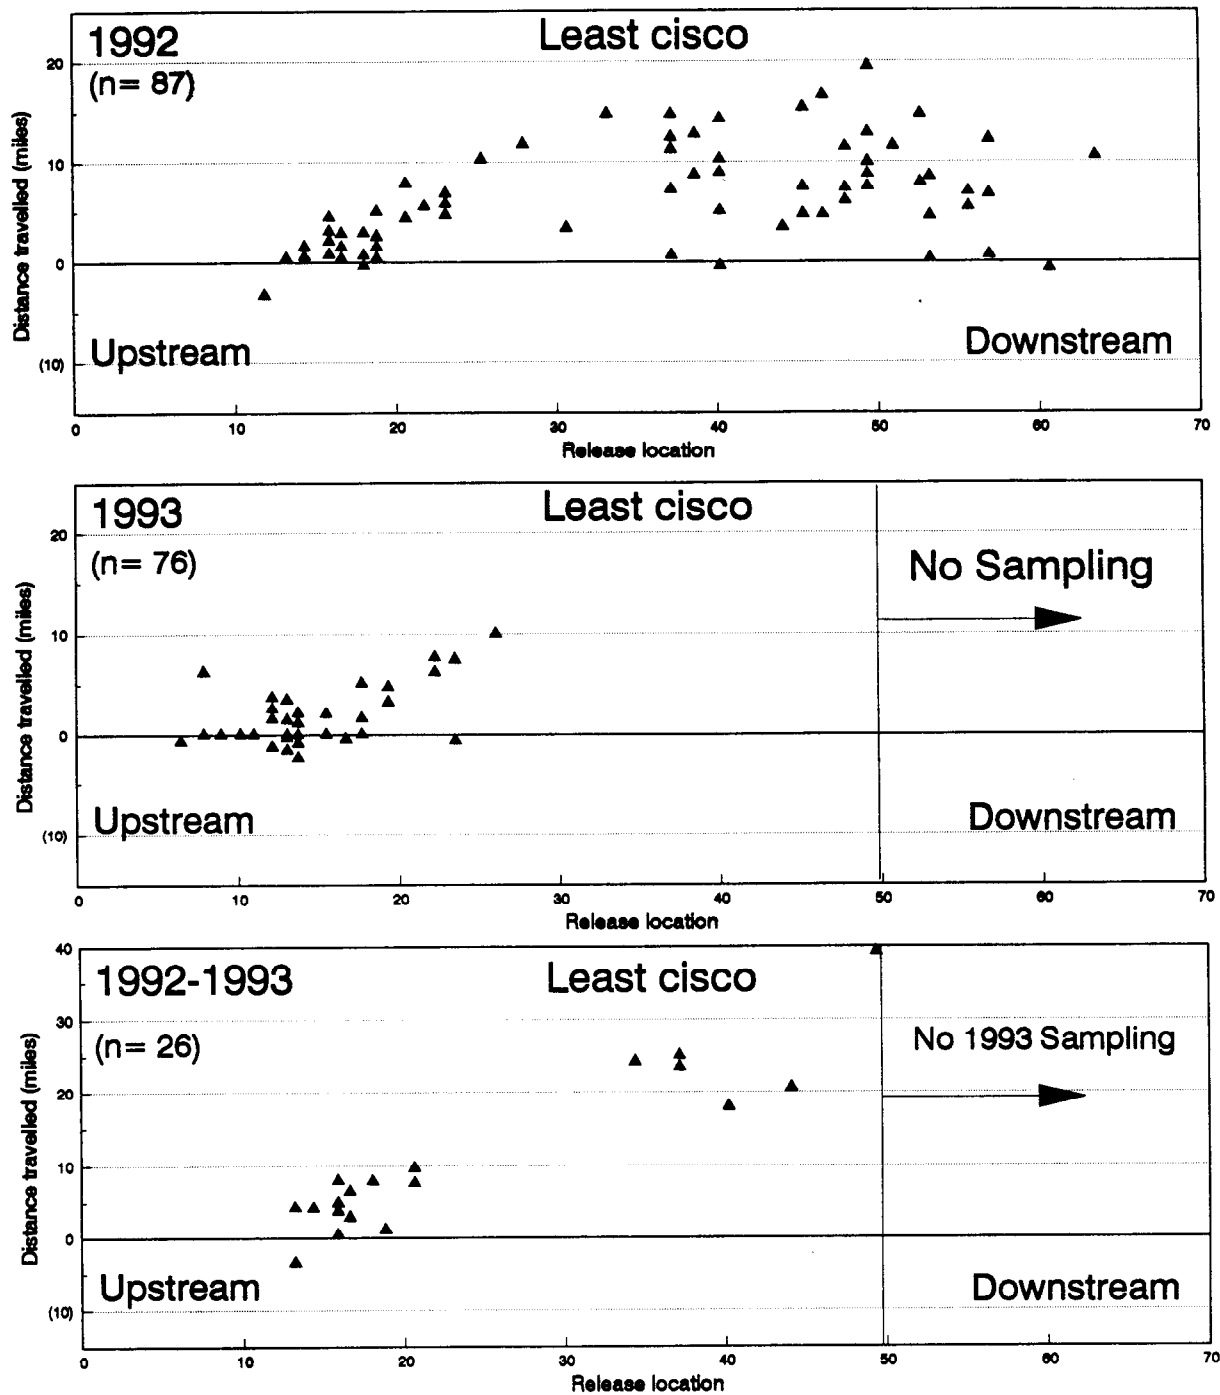 1992
Least cisco
(n= 87)
20
10
0
(10)
Distance travelled (miles)
Upstream
Downstream
0 10 20 30 40 50 60 70
Release location
1993
Least cisco
(n= 76)
No Sampling
20
10
0
(10)
Distance travelled (miles)
Upstream
Downstream
0 10 20 30 40 50 60 70
Release location
1992-1993
Least cisco
(n= 26)
No 1993 Sampling
40
30
20
10
0
(10)
Distance travelled (miles)
Upstream
Downstream
0 10 20 30 40 50 60 70
Release location